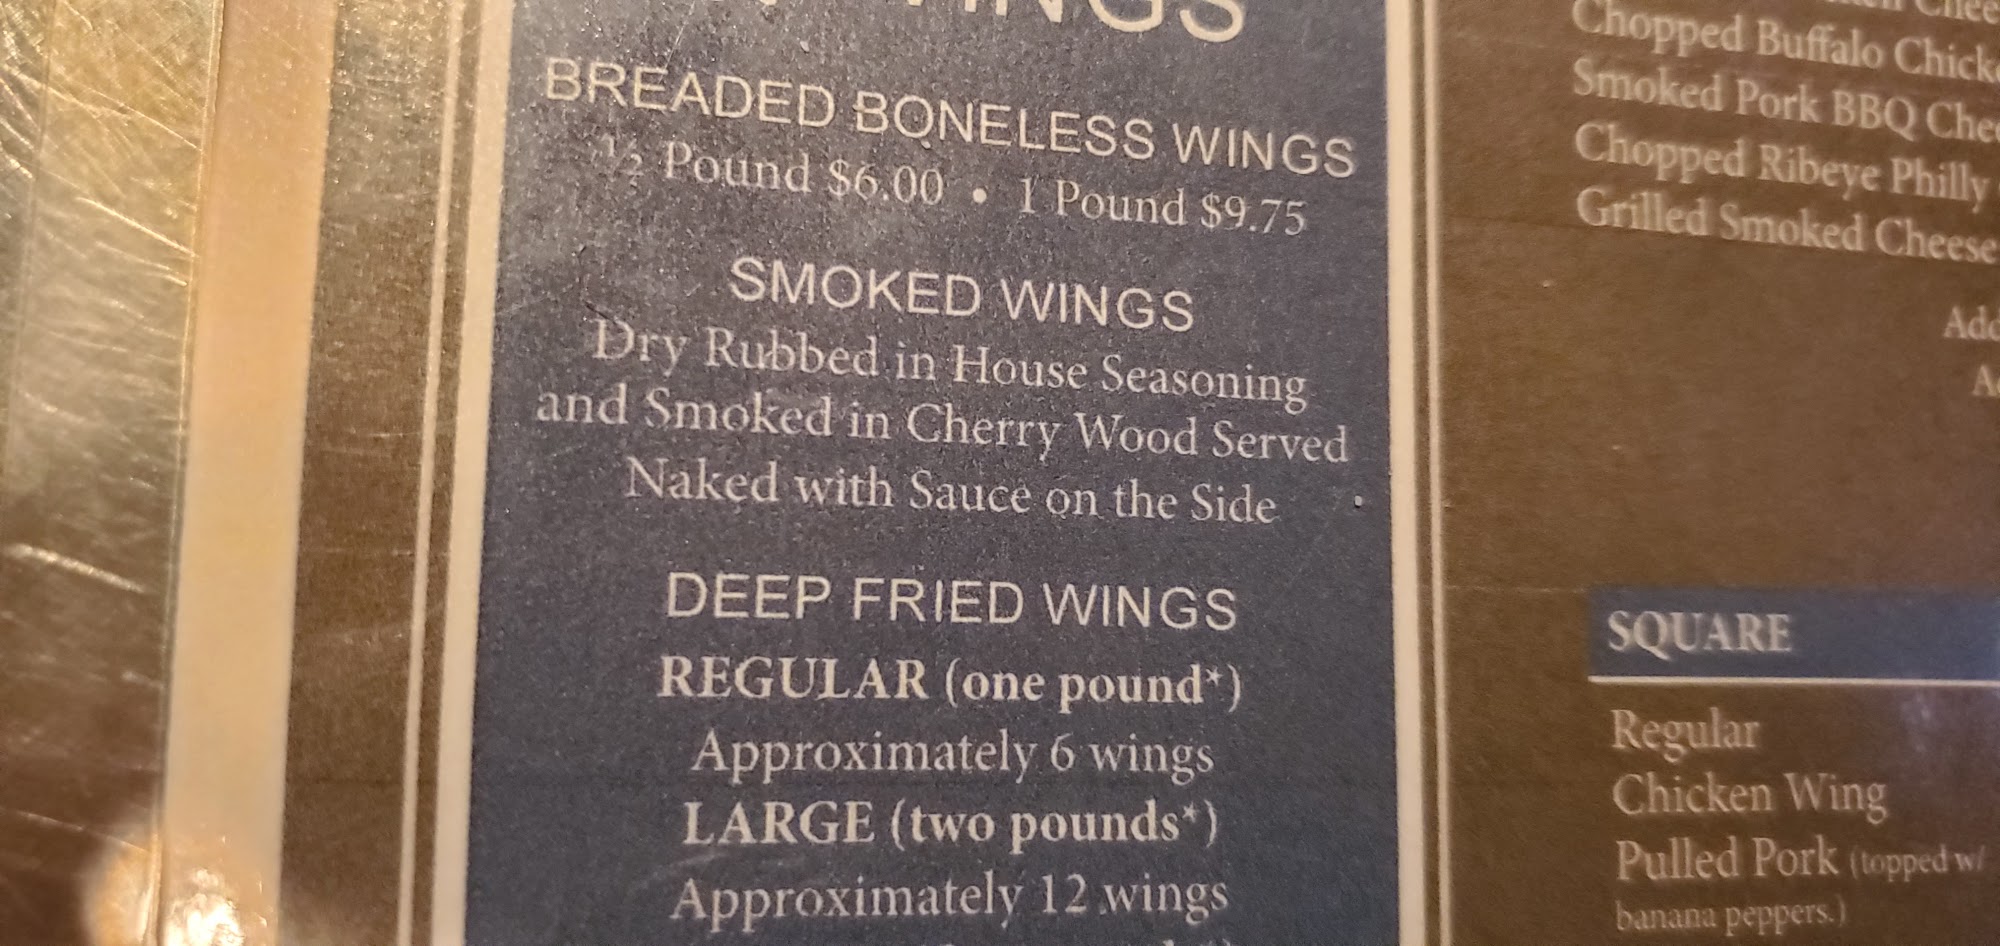 WINGS
BREADED BONELESS WINGS
½ Pound $6.00 • 1 Pound $9.75
SMOKED WINGS
Dry Rubbed in House Seasoning
and Smoked in Cherry Wood Served
Naked with Sauce on the Side
DEEP FRIED WINGS
REGULAR (one pound*)
Approximately 6 wings
LARGE (two pounds*)
Approximately 12 wings
Chopped Buffalo
Smoked Pork BBQ
Chopped Ribeye Philly
Grilled Smoked Cheese
SQUARE
Regular
Chicken Wing
Pulled Pork (topped w/
banana peppers.)